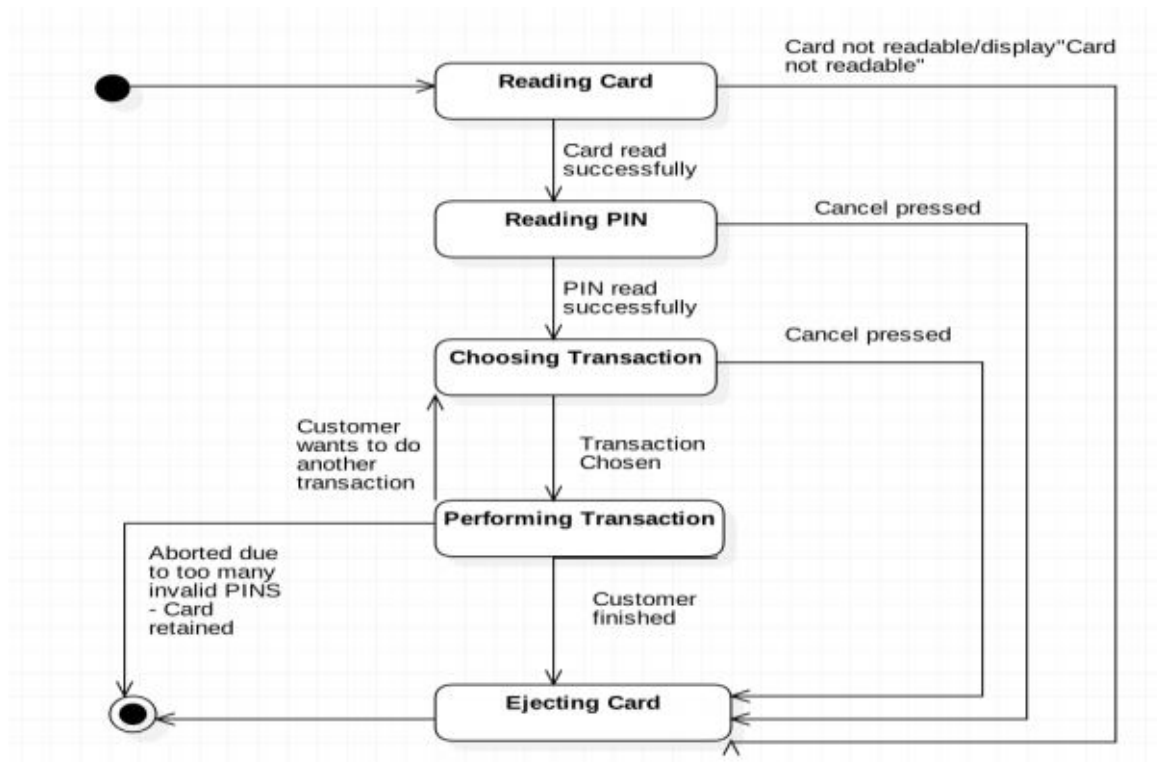 Card not readable/display"Card
not readable"
Reading Card
Card read
successfully
Reading PIN
Cancel pressed
PIN read
successfully
Choosing Transaction
Cancel pressed
Customer
wants to do
another
transaction
Transaction
Chosen
Performing Transaction
Aborted due
to too many
invalid PINS
- Card
retained
Customer
finished
Ejecting Card